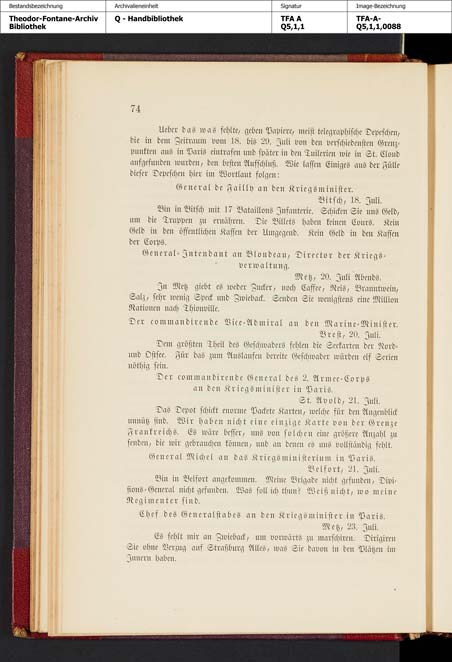 Bestandsbezeichnung Archivalieneinheit Signatur Image-Bezeichnung
Theodor-Fontane-Archiv Q - Handbibliothek TFA A TFA-A-
Bibliothek Q5,1,1 Q5,1,1,0088
74
Ueber das was fehlte, geben Papiere, meist telegraphische Depeschen,
die in dem Zeitraum vom 18. bis 29. Juli von den verschiedensten Grenz-
punkten aus in Paris eintrafen und später in den Tuilerien wie in St. Cloud
aufgefunden wurden, den besten Aufschluß. Wir lassen Einiges aus der Fülle
dieser Depeschen hier im Wortlaut folgen:
General de Failly an den Kriegsminister.
Bitsch, 18. Juli.
Bin in Bitsch mit 17 Bataillons Infanterie. Schicken Sie uns Geld,
um die Truppen zu ernähren. Die Billets haben keinen Cours. Kein
Geld in den öffentlichen Kassen der Umgegend. Kein Geld in den Kassen
der Corps.
General-Intendant an Blondeau, Director der Kriegs-
verwaltung.
Metz, 20. Juli Abends.
In Metz giebt es weder Zucker, noch Caffee, Reis, Branntwein,
Salz, sehr wenig Speck und Zwieback. Senden Sie wenigstens eine Million
Rationen nach Thionville.
Der commandirende Vice-Admiral an den Marine-Minister.
Brest, 20. Juli.
Dem größten Theil des Geschwaders fehlen die Seekarten der Nord-
und Ostsee. Für das zum Auslaufen bereite Geschwader würden elf Serien
nöthig sein.
Der commandirende General des 2. Armee-Corps
an den Kriegsminister in Paris.
St. Avold, 21. Juli.
Das Depot schickt enorme Packete Karten, welche für den Augenblick
unnütz sind. Wir haben nicht eine einzige Karte von der Grenze
Frankreichs. Es wäre besser, uns von solchen eine größere Anzahl zu
senden, die wir gebrauchen können, und an denen es uns vollständig fehlt.
General Michel an das Kriegsministerium in Paris.
Belfort, 21. Juli.
Bin in Belfort angekommen. Meine Brigade nicht gefunden, Divi-
sions-General nicht gefunden. Was soll ich thun? Weiß nicht, wo meine
Regimenter sind.
Chef des Generalstabes an den Kriegsminister in Paris.
Metz, 23. Juli.
Es fehlt mir an Zwieback, um vorwärts zu marschiren. Dirigiren
Sie ohne Verzug auf Straßburg Alles, was Sie davon in den Plätzen im
Innern haben.